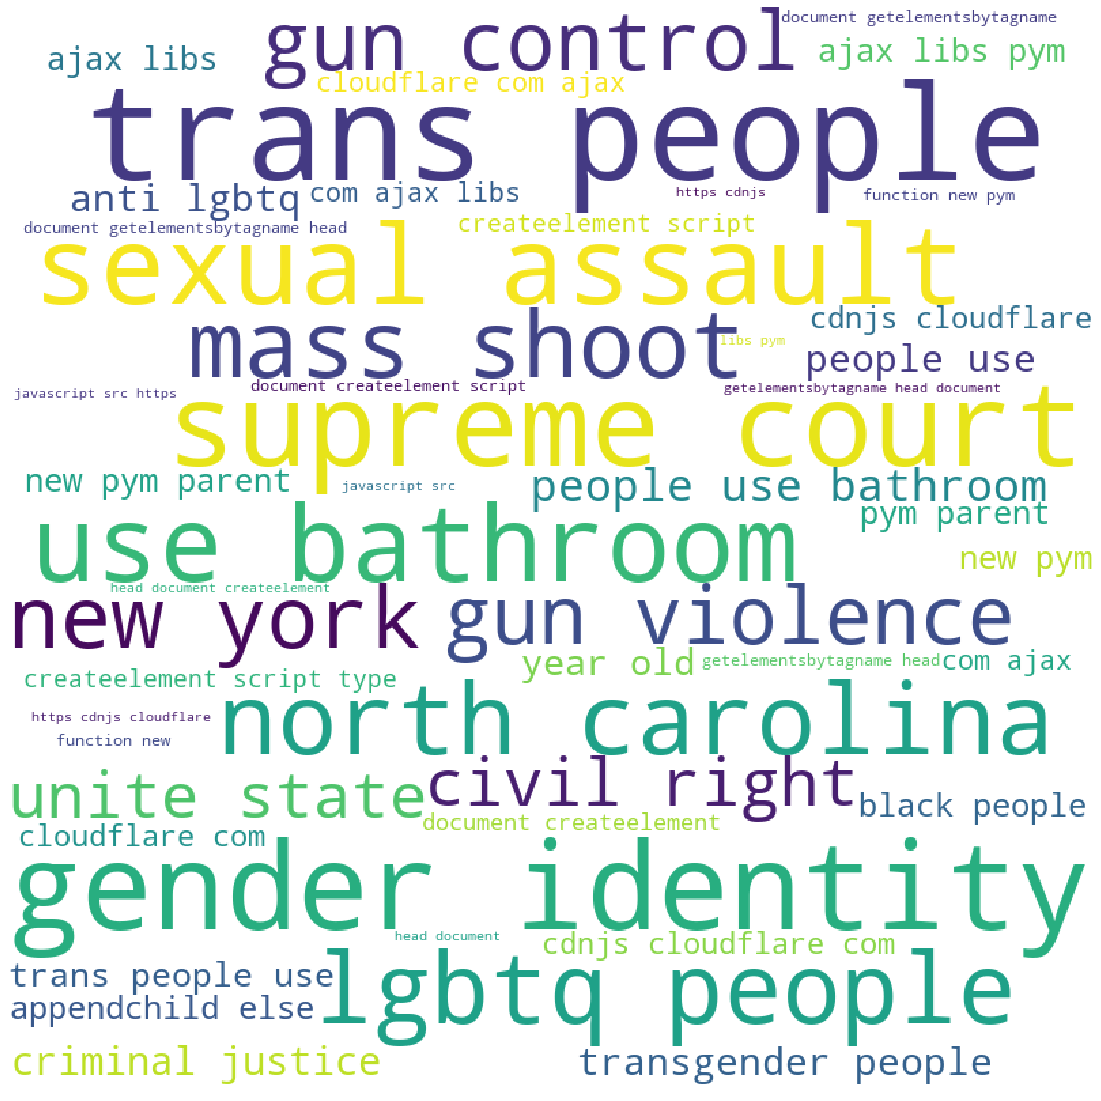 document getelementsbytagname
gun control
ajax libs
ajax libs pym
cloudflare com ajax
trans people
anti lgbtq
com ajax libs
https cdnjs
function new pym
document getelementsbytagname head
createelement script
sexual assault
mass shoot
cdnjs cloudflare
libs pym
people use
javascript src https
document createelement script
getelementsbytagname head document
supreme court
new pym parent
javascript src
people use bathroom
pym parent
use bathroom
new pym
head document createelement
new york
gun violence
year old
getelementsbytagname head
com ajax
createelement script type
https cdnjs cloudflare
north carolina
function new
unite state
civil right
black people
cloudflare com
document createelement
gender identity
head document
cdnjs cloudflare com
trans people use
lgbtq people
appendchild else
criminal justice
transgender people